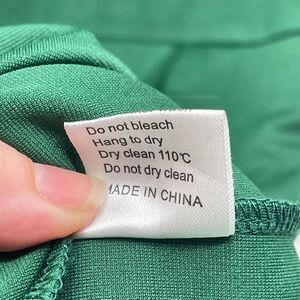 Do not bleach
Hang to dry
Dry clean 110℃
Do not dry clean
MADE IN CHINA